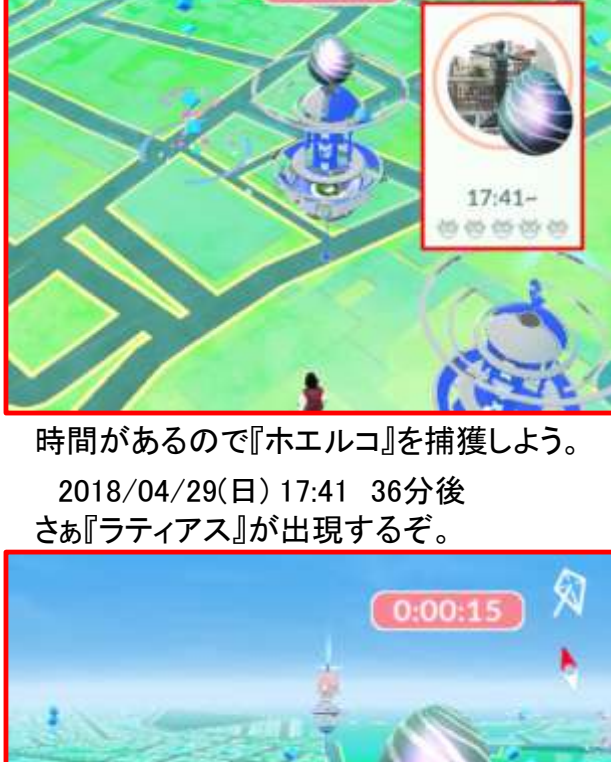 17:41~
時間があるので『ホエルコ』を捕獲しよう。
2018/04/29(日) 17:41 36分後
さぁ『ラティアス』が出現するぞ。
0:00:15